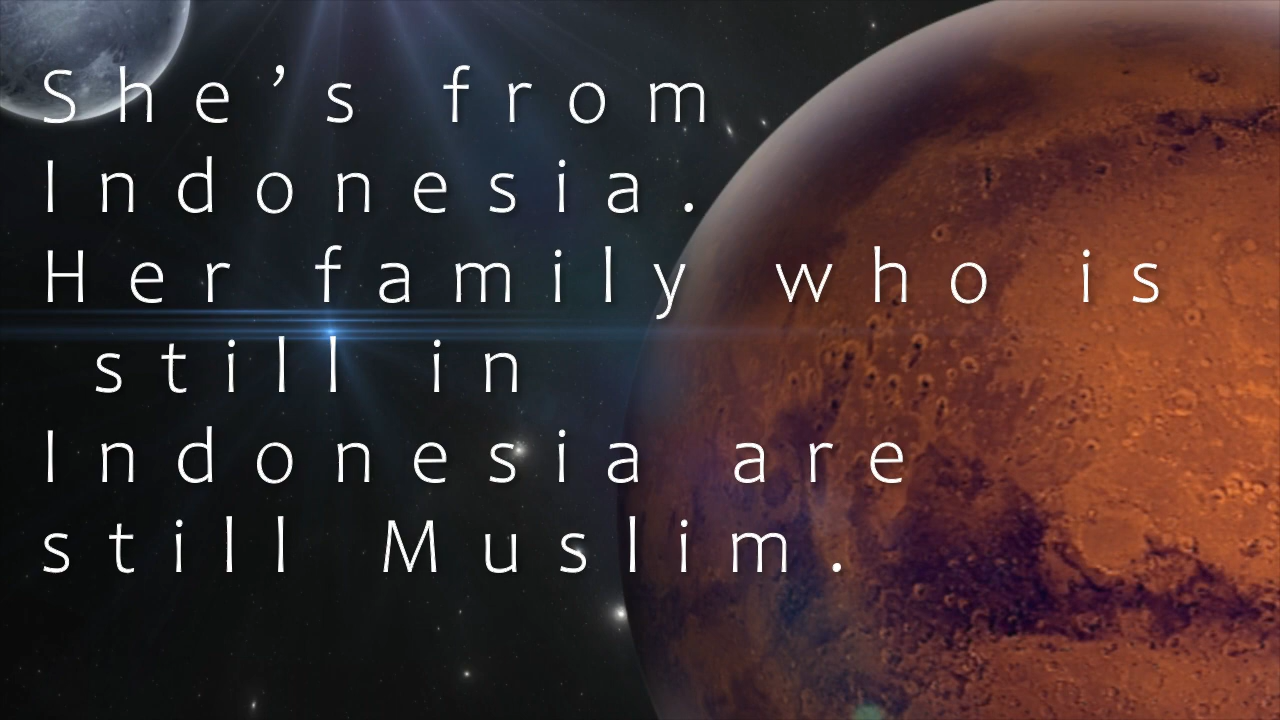 She’s from
Indonesia.
Her family who is
still in
Indonesia are
still Muslim.